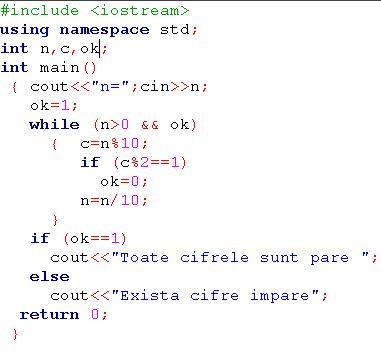 #include <iostream>
using namespace std;
int n,c,ok;
int main()
{ cout<<"n=";cin>>n;
ok=1;
while (n>0 && ok)
{ c=n%10;
if (c%2==1)
ok=0;
n=n/10;
}
if (ok==1)
cout<<"Toate cifrele sunt pare ";
else
cout<<"Exista cifre impare";
return 0;
}